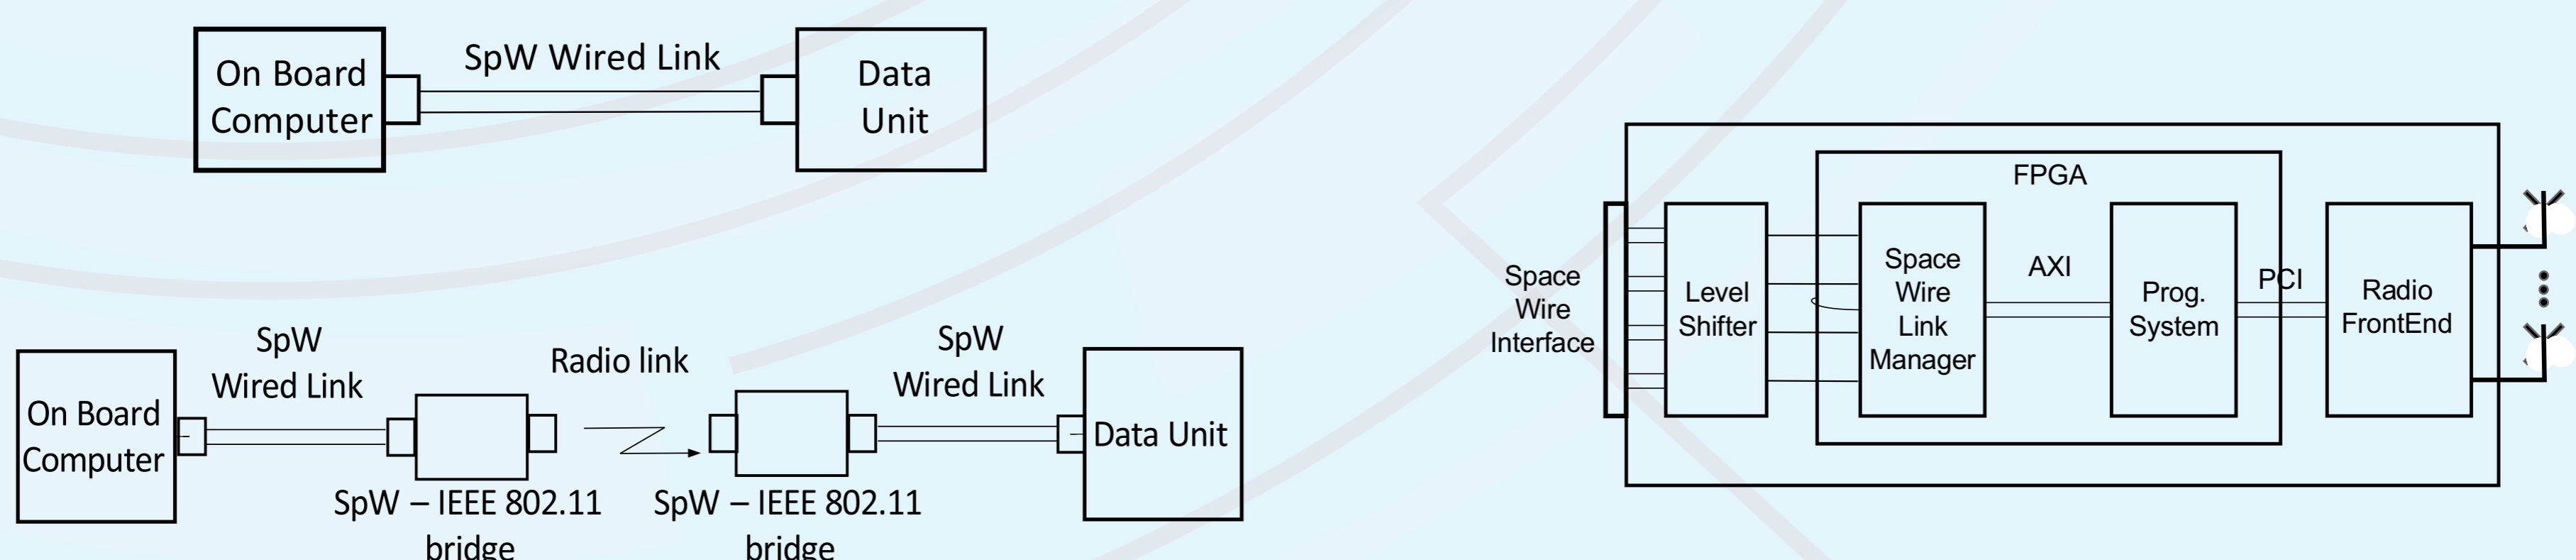 On Board
Computer
SpW Wired Link
Data
Unit
On Board
Computer
SpW
Wired Link
SpW – IEEE 802.11
bridge
Radio link
SpW – IEEE 802.11
bridge
SpW
Wired Link
Data Unit
Space
Wire
Interface
Level
Shifter
FPGA
Space
Wire
Link
Manager
AXI
Prog.
System
PCI
Radio
FrontEnd